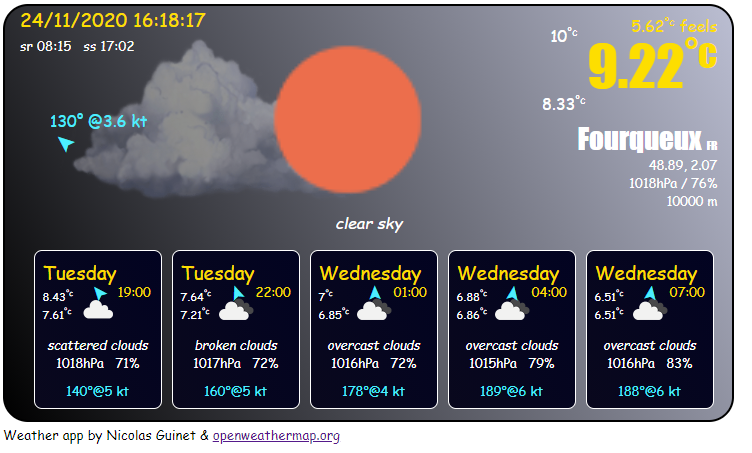 24/11/2020 16:18:17
sr 08:15 ss 17:02
5.62°c feels
10°c
9.22°c
8.33°c
130° @3.6 kt
Fourqueux FR
48.89, 2.07
1018hPa / 76%
10000 m
clear sky
Tuesday
19:00
8.43°c
7.61°c
scattered clouds
1018hPa 71%
140°@5 kt
Tuesday
22:00
7.64°c
7.21°c
broken clouds
1017hPa 72%
160°@5 kt
Wednesday
01:00
7°c
6.85°c
overcast clouds
1016hPa 72%
178°@4 kt
Wednesday
04:00
6.88°c
6.86°c
overcast clouds
1015hPa 79%
189°@6 kt
Wednesday
07:00
6.51°c
6.51°c
overcast clouds
1016hPa 83%
188°@6 kt
Weather app by Nicolas Guinet & openweathermap.org